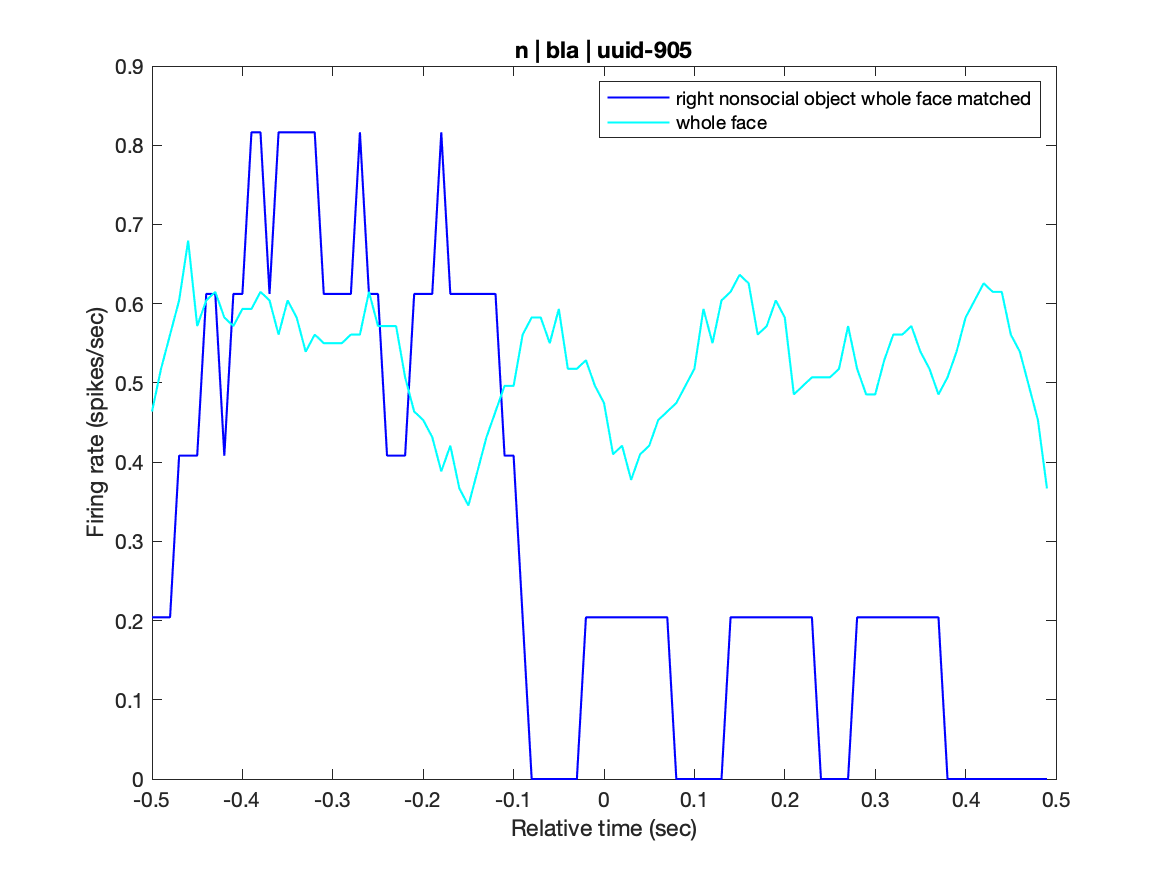 n | bla | uuid-905
right nonsocial object whole face matched
whole face
Firing rate (spikes/sec)
0.9
0.8
0.7
0.6
0.5
0.4
0.3
0.2
0.1
0
-0.5 -0.4 -0.3 -0.2 -0.1 0 0.1 0.2 0.3 0.4 0.5
Relative time (sec)